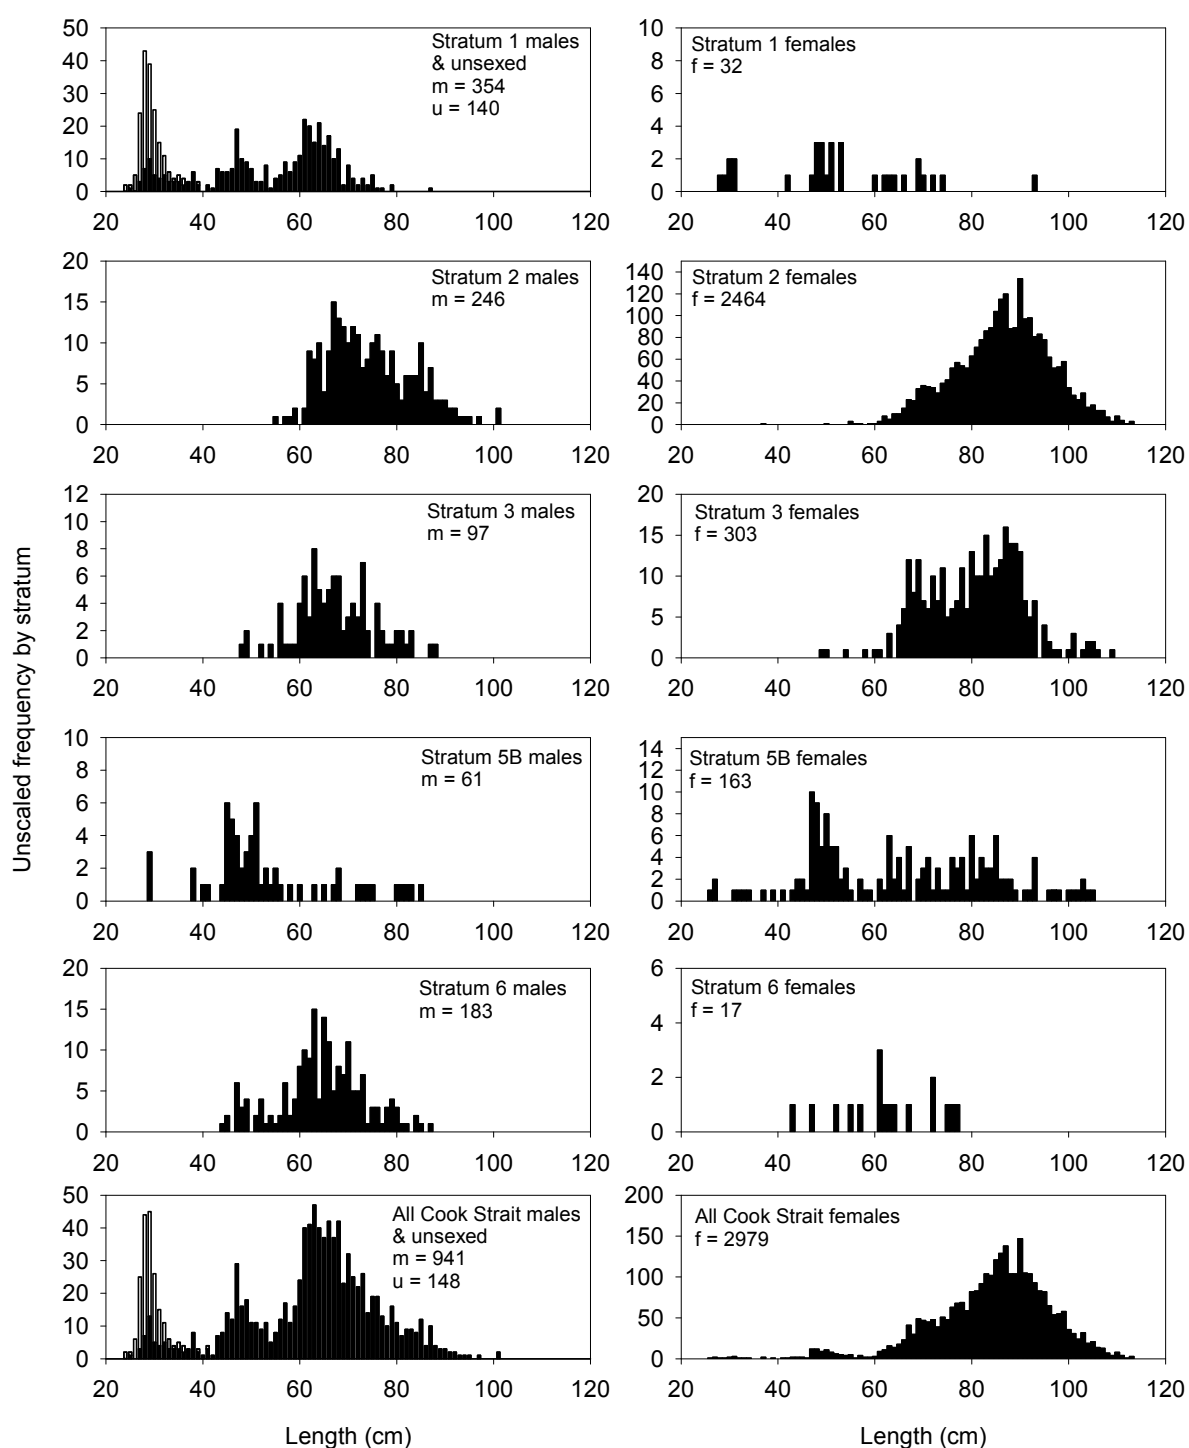 Unscaled frequency by stratum
50
40
30
20
10
0
Stratum 1 males
& unsexed
m = 354
u = 140
20 40 60 80 100 120
10
8
6
4
2
0
Stratum 1 females
f = 32
20 40 60 80 100 120
20
15
10
5
0
Stratum 2 males
m = 246
20 40 60 80 100 120
140
120
100
80
60
40
20
0
Stratum 2 females
f = 2464
20 40 60 80 100 120
12
10
8
6
4
2
0
Stratum 3 males
m = 97
20 40 60 80 100 120
20
15
10
5
0
Stratum 3 females
f = 303
20 40 60 80 100 120
10
8
6
4
2
0
Stratum 5B males
m = 61
20 40 60 80 100 120
14
12
10
8
6
4
2
0
Stratum 5B females
f = 163
20 40 60 80 100 120
20
15
10
5
0
Stratum 6 males
m = 183
20 40 60 80 100 120
6
4
2
0
Stratum 6 females
f = 17
20 40 60 80 100 120
50
40
30
20
10
0
All Cook Strait males
& unsexed
m = 941
u = 148
20 40 60 80 100 120
Length (cm)
200
150
100
50
0
All Cook Strait females
f = 2979
20 40 60 80 100 120
Length (cm)